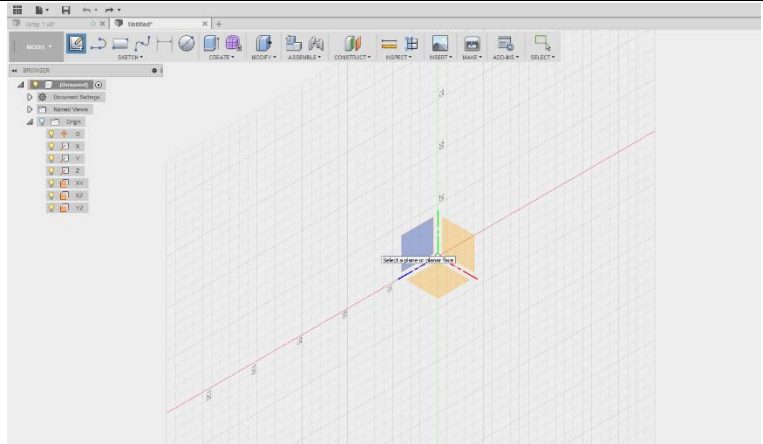 Untitled*
MODEL
SKETCH
CREATE
MODIFY
ASSEMBLE
CONSTRUCT
INSPECT
INSERT
MAKE
ADD-INS
SELECT
BROWSER
(Unsaved)
Document Settings
Named Views
Origin
O
X
Y
Z
XY
XZ
YZ
Select a plane or planar face